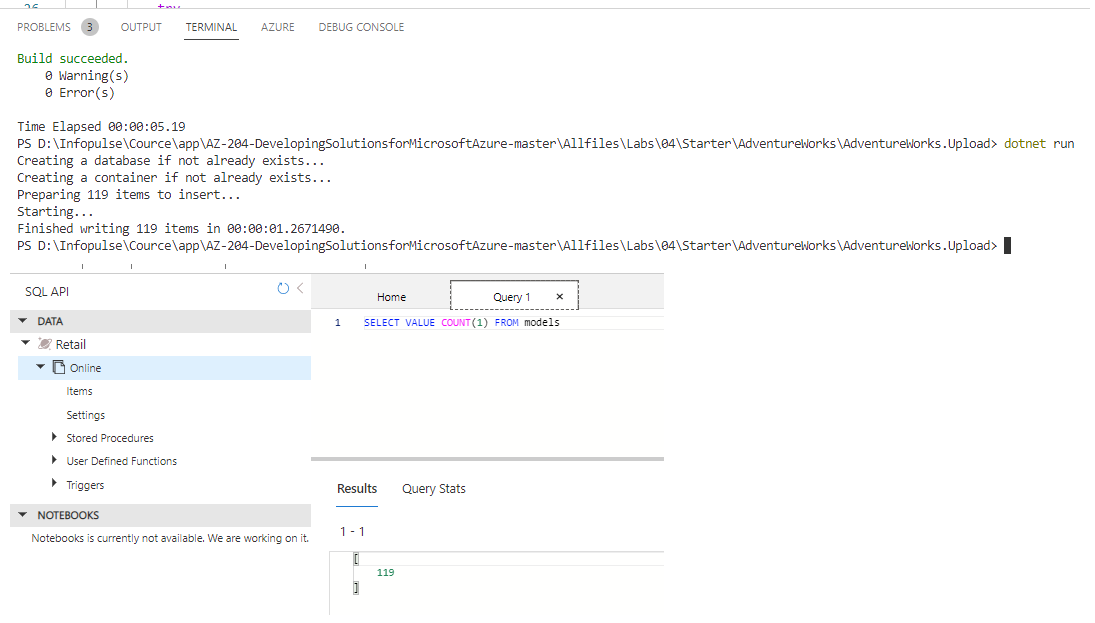 26 try
PROBLEMS 3 OUTPUT TERMINAL AZURE DEBUG CONSOLE
Build succeeded.
0 Warning(s)
0 Error(s)
Time Elapsed 00:00:05.19
PS D:\Infopulse\Cource\app\AZ-204-DevelopingSolutionsforMicrosoftAzure-master\Allfiles\Labs\04\Starter\AdventureWorks\AdventureWorks.Upload> dotnet run
Creating a database if not already exists...
Creating a container if not already exists...
Preparing 119 items to insert...
Starting...
Finished writing 119 items in 00:00:01.2671490.
PS D:\Infopulse\Cource\app\AZ-204-DevelopingSolutionsforMicrosoftAzure-master\Allfiles\Labs\04\Starter\AdventureWorks\AdventureWorks.Upload>
SQL API
DATA
Retail
Online
Items
Settings
Stored Procedures
User Defined Functions
Triggers
NOTEBOOKS
Notebooks is currently not available. We are working on it.
Home Query 1 ×
1 SELECT VALUE COUNT(1) FROM models
Results Query Stats
1 - 1
[
119
]